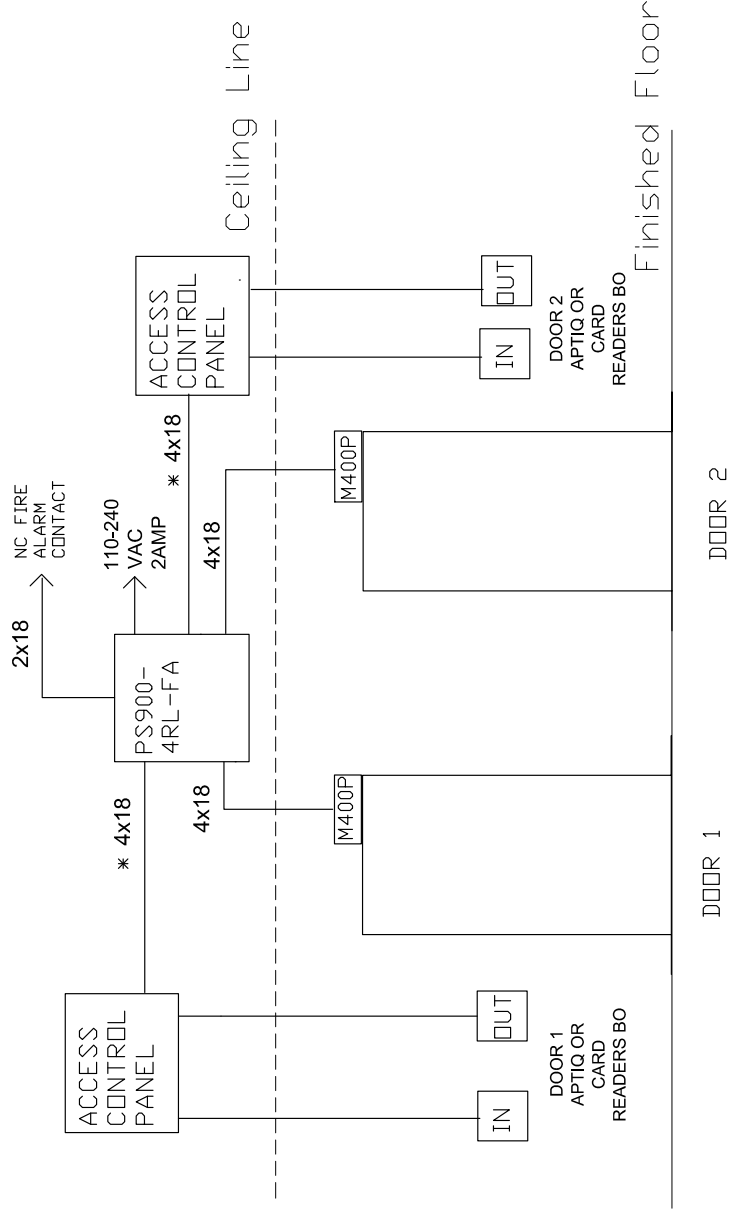 NC FIRE
ALARM
CONTACT
2x18
110-240
VAC
2AMP
ACCESS
CONTROL
PANEL
* 4x18
PS900-
4RL-FA
* 4x18
ACCESS
CONTROL
PANEL
4x18
4x18
Ceiling Line
M400P
M400P
IN
OUT
IN
OUT
DOOR 1
APTIQ OR
CARD
READERS BO
DOOR 2
APTIQ OR
CARD
READERS BO
Finished Floor
DOOR 1
DOOR 2